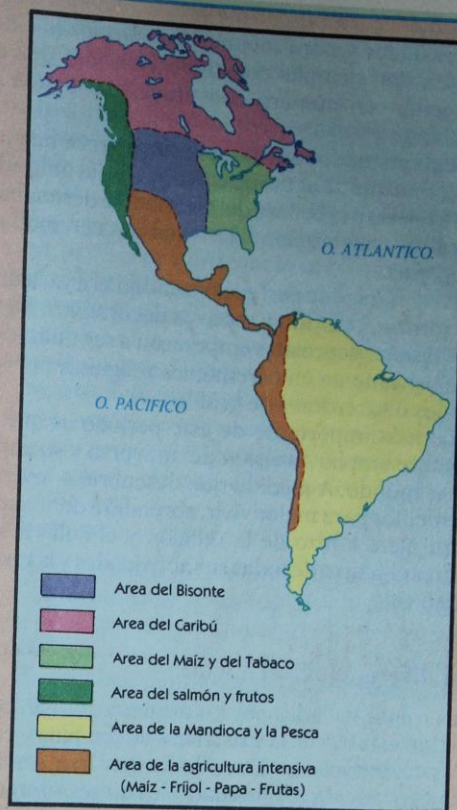 O. ATLANTICO.
O. PACIFICO
Area del Bisonte
Area del Caribú
Area del Maíz y del Tabaco
Area del salmón y frutos
Area de la Mandioca y la Pesca
Area de la agricultura intensiva
(Maíz - Fríjol - Papa - Frutas)